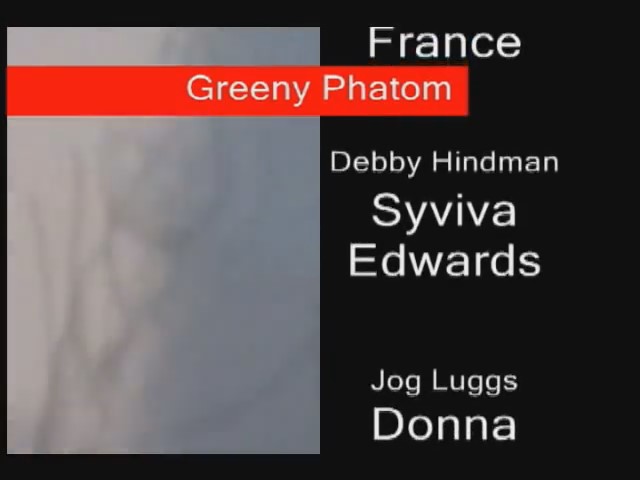 France
Greeny Phatom
Debby Hindman
Syviva
Edwards
Jog Luggs
Donna